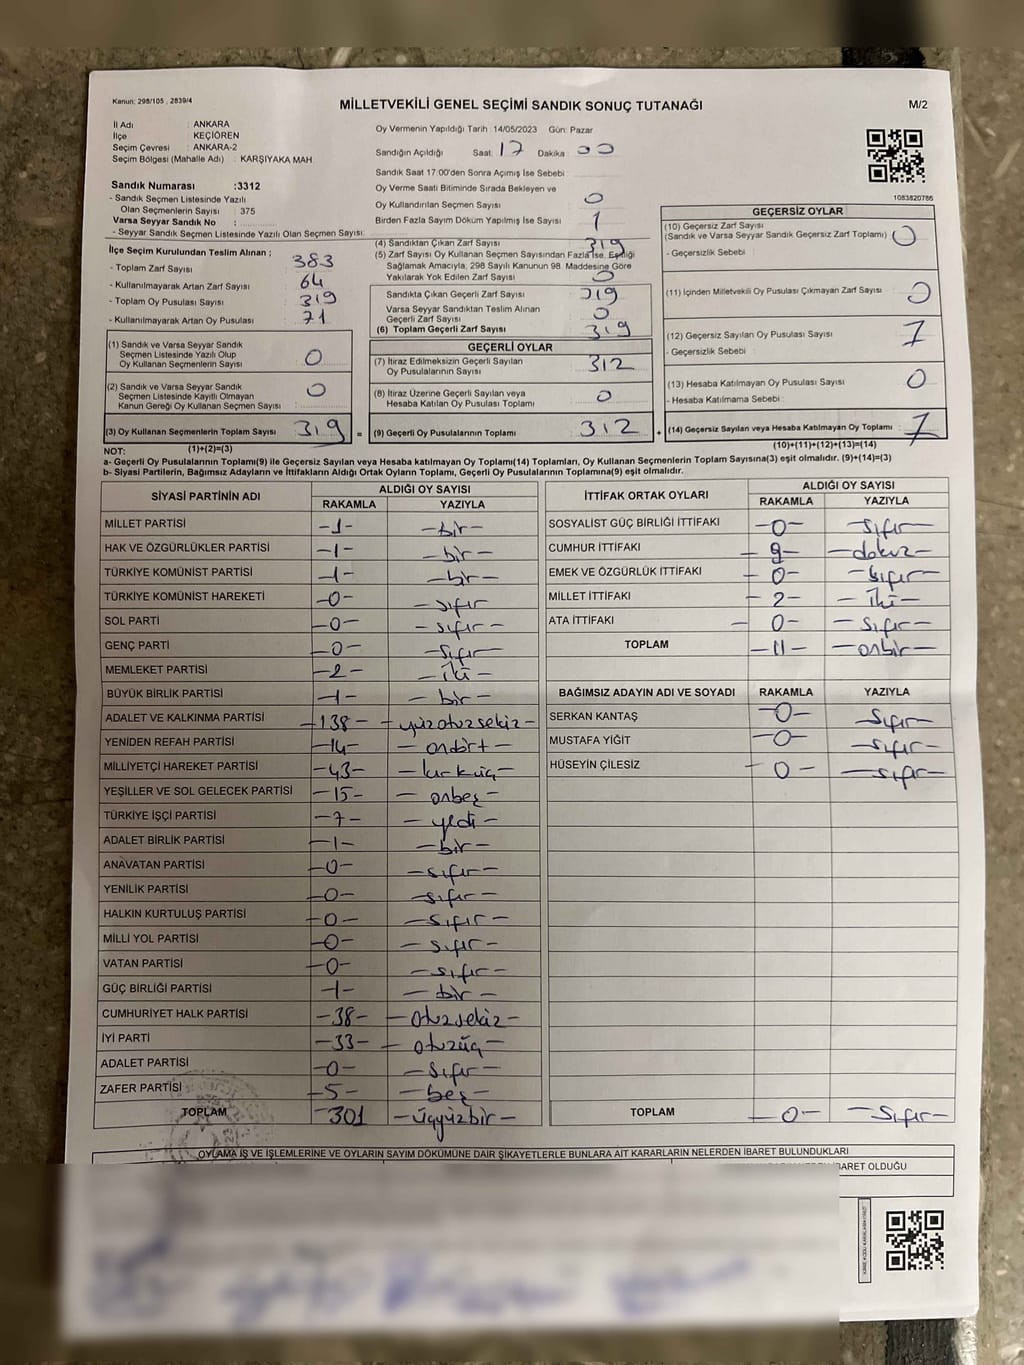 Kanun: 298/105 , 2839/4
MİLLETVEKİLİ GENEL SEÇİMİ SANDIK SONUÇ TUTANAĞI
M/2
İl Adı : ANKARA
İlçe : KEÇİÖREN
Seçim Çevresi : ANKARA-2
Seçim Bölgesi (Mahalle Adı) : KARŞIYAKA MAH.
Sandık Numarası :3312
- Sandık Seçmen Listesinde Yazılı
Olan Seçmenlerin Sayısı : 375
Varsa Seyyar Sandık No :
- Seyyar Sandık Seçmen Listesinde Yazılı Olan Seçmen Sayısı:
Oy Vermenin Yapıldığı Tarih : 14/05/2023 Gün: Pazar
Sandığın Açıldığı Saat: 17 Dakika : 00
Sandık Saat 17:00'den Sonra Açımış İse Sebebi :
Oy Verme Saati Bitiminde Sırada Bekleyen ve
Oy Kullandırılan Seçmen Sayısı : 0
Birden Fazla Sayım Döküm Yapılmış İse Sayısı : 1
1083820786
İlçe Seçim Kurulundan Teslim Alınan ;
- Toplam Zarf Sayısı : 383
- Kullanılmayarak Artan Zarf Sayısı : 64
- Toplam Oy Pusulası Sayısı : 319
- Kullanılmayarak Artan Oy Pusulası : 71
(4) Sandıktan Çıkan Zarf Sayısı : 319
(5) Zarf Sayısı Oy Kullanan Seçmen Sayısından Fazla İse, Eşitliği
Sağlamak Amacıyla, 298 Sayılı Kanunun 98. Maddesine Göre
Yakılarak Yok Edilen Zarf Sayısı : 0
Sandıkta Çıkan Geçerli Zarf Sayısı : 319
Varsa Seyyar Sandıktan Teslim Alınan
Geçerli Zarf Sayısı : 0
(6) Toplam Geçerli Zarf Sayısı : 319
GEÇERSİZ OYLAR
(10) Geçersiz Zarf Sayısı
(Sandık ve Varsa Seyyar Sandık Geçersiz Zarf Toplamı) : 0
- Geçersizlik Sebebi :
(11) İçinden Milletvekili Oy Pusulası Çıkmayan Zarf Sayısı : 0
(12) Geçersiz Sayılan Oy Pusulası Sayısı : 7
- Geçersizlik Sebebi :
(13) Hesaba Katılmayan Oy Pusulası Sayısı : 0
- Hesaba Katılmama Sebebi :
(14) Geçersiz Sayılan veya Hesaba Katılmayan Oy Toplamı : 7
(10)+(11)+(12)+(13)=(14)
(1) Sandık ve Varsa Seyyar Sandık
Seçmen Listesinde Yazılı Olup
Oy Kullanan Seçmenlerin Sayısı : 0
(2) Sandık ve Varsa Seyyar Sandık
Seçmen Listesinde Kayıtlı Olmayan
Kanun Gereği Oy Kullanan Seçmen Sayısı : 0
(3) Oy Kullanan Seçmenlerin Toplam Sayısı : 319 =
(1)+(2)=(3)
GEÇERLİ OYLAR
(7) İtiraz Edilmeksizin Geçerli Sayılan
Oy Pusulalarının Sayısı : 312
(8) İtiraz Üzerine Geçerli Sayılan veya
Hesaba Katılan Oy Pusulası Toplamı : 0
(9) Geçerli Oy Pusulalarının Toplamı : 312 +
NOT:
a- Geçerli Oy Pusulalarının Toplamı(9) ile Geçersiz Sayılan veya Hesaba katılmayan Oy Toplamı(14) Toplamları, Oy Kullanan Seçmenlerin Toplam Sayısına(3) eşit olmalıdır. (9)+(14)=(3)
b- Siyasi Partilerin, Bağımsız Adayların ve İttifakların Aldığı Ortak Oyların Toplamı, Geçerli Oy Pusulalarının Toplamına(9) eşit olmalıdır.
SİYASİ PARTİNİN ADI ALDIĞI OY SAYISI
RAKAMLA YAZIYLA
MİLLET PARTİSİ -1- -bir-
HAK VE ÖZGÜRLÜKLER PARTİSİ -1- -bir-
TÜRKİYE KOMÜNİST PARTİSİ -1- -bir-
TÜRKİYE KOMÜNİST HAREKETİ -0- -sıfır
SOL PARTİ -0- -sıfır-
GENÇ PARTİ -0- -sıfır-
MEMLEKET PARTİSİ -2- -iki-
BÜYÜK BİRLİK PARTİSİ -1- -bir-
ADALET VE KALKINMA PARTİSİ -138- -yüzotuzsekiz-
YENİDEN REFAH PARTİSİ -14- -ondört-
MİLLİYETÇİ HAREKET PARTİSİ -43- -kırküç-
YEŞİLLER VE SOL GELECEK PARTİSİ -15- -onbeş-
TÜRKİYE İŞÇİ PARTİSİ -7- -yedi-
ADALET BİRLİK PARTİSİ -1- -bir-
ANAVATAN PARTİSİ -0- -sıfır-
YENİLİK PARTİSİ -0- -sıfır-
HALKIN KURTULUŞ PARTİSİ -0- -sıfır-
MİLLİ YOL PARTİSİ -0- -sıfır-
VATAN PARTİSİ -0- -sıfır-
GÜÇ BİRLİĞİ PARTİSİ -1- -bir-
CUMHURİYET HALK PARTİSİ -38- -otuzsekiz-
İYİ PARTİ -33- -otuzüç-
ADALET PARTİSİ -0- -sıfır-
ZAFER PARTİSİ -5- -beş-
TOPLAM -301 -üçyüzbir-
İTTİFAK ORTAK OYLARI ALDIĞI OY SAYISI
RAKAMLA YAZIYLA
SOSYALİST GÜÇ BİRLİĞİ İTTİFAKI -0- -sıfır-
CUMHUR İTTİFAKI -9- -dokuz-
EMEK VE ÖZGÜRLÜK İTTİFAKI -0- -sıfır-
MİLLET İTTİFAKI -2- -iki-
ATA İTTİFAKI -0- -sıfır-
TOPLAM -11- -onbir-
BAĞIMSIZ ADAYIN ADI VE SOYADI RAKAMLA YAZIYLA
SERKAN KANTAŞ -0- sıfır-
MUSTAFA YİĞİT -0- -sıfır-
HÜSEYİN ÇİLESİZ -0- -sıfır-
TOPLAM -0- -sıfır-
OYLAMA İŞ VE İŞLEMLERİNE VE OYLARIN SAYIM DÖKÜMÜNE DAİR ŞİKAYETLERLE BUNLARA AİT KARARLARIN NELERDEN İBARET BULUNDUKLARI
İBARET OLDUĞU